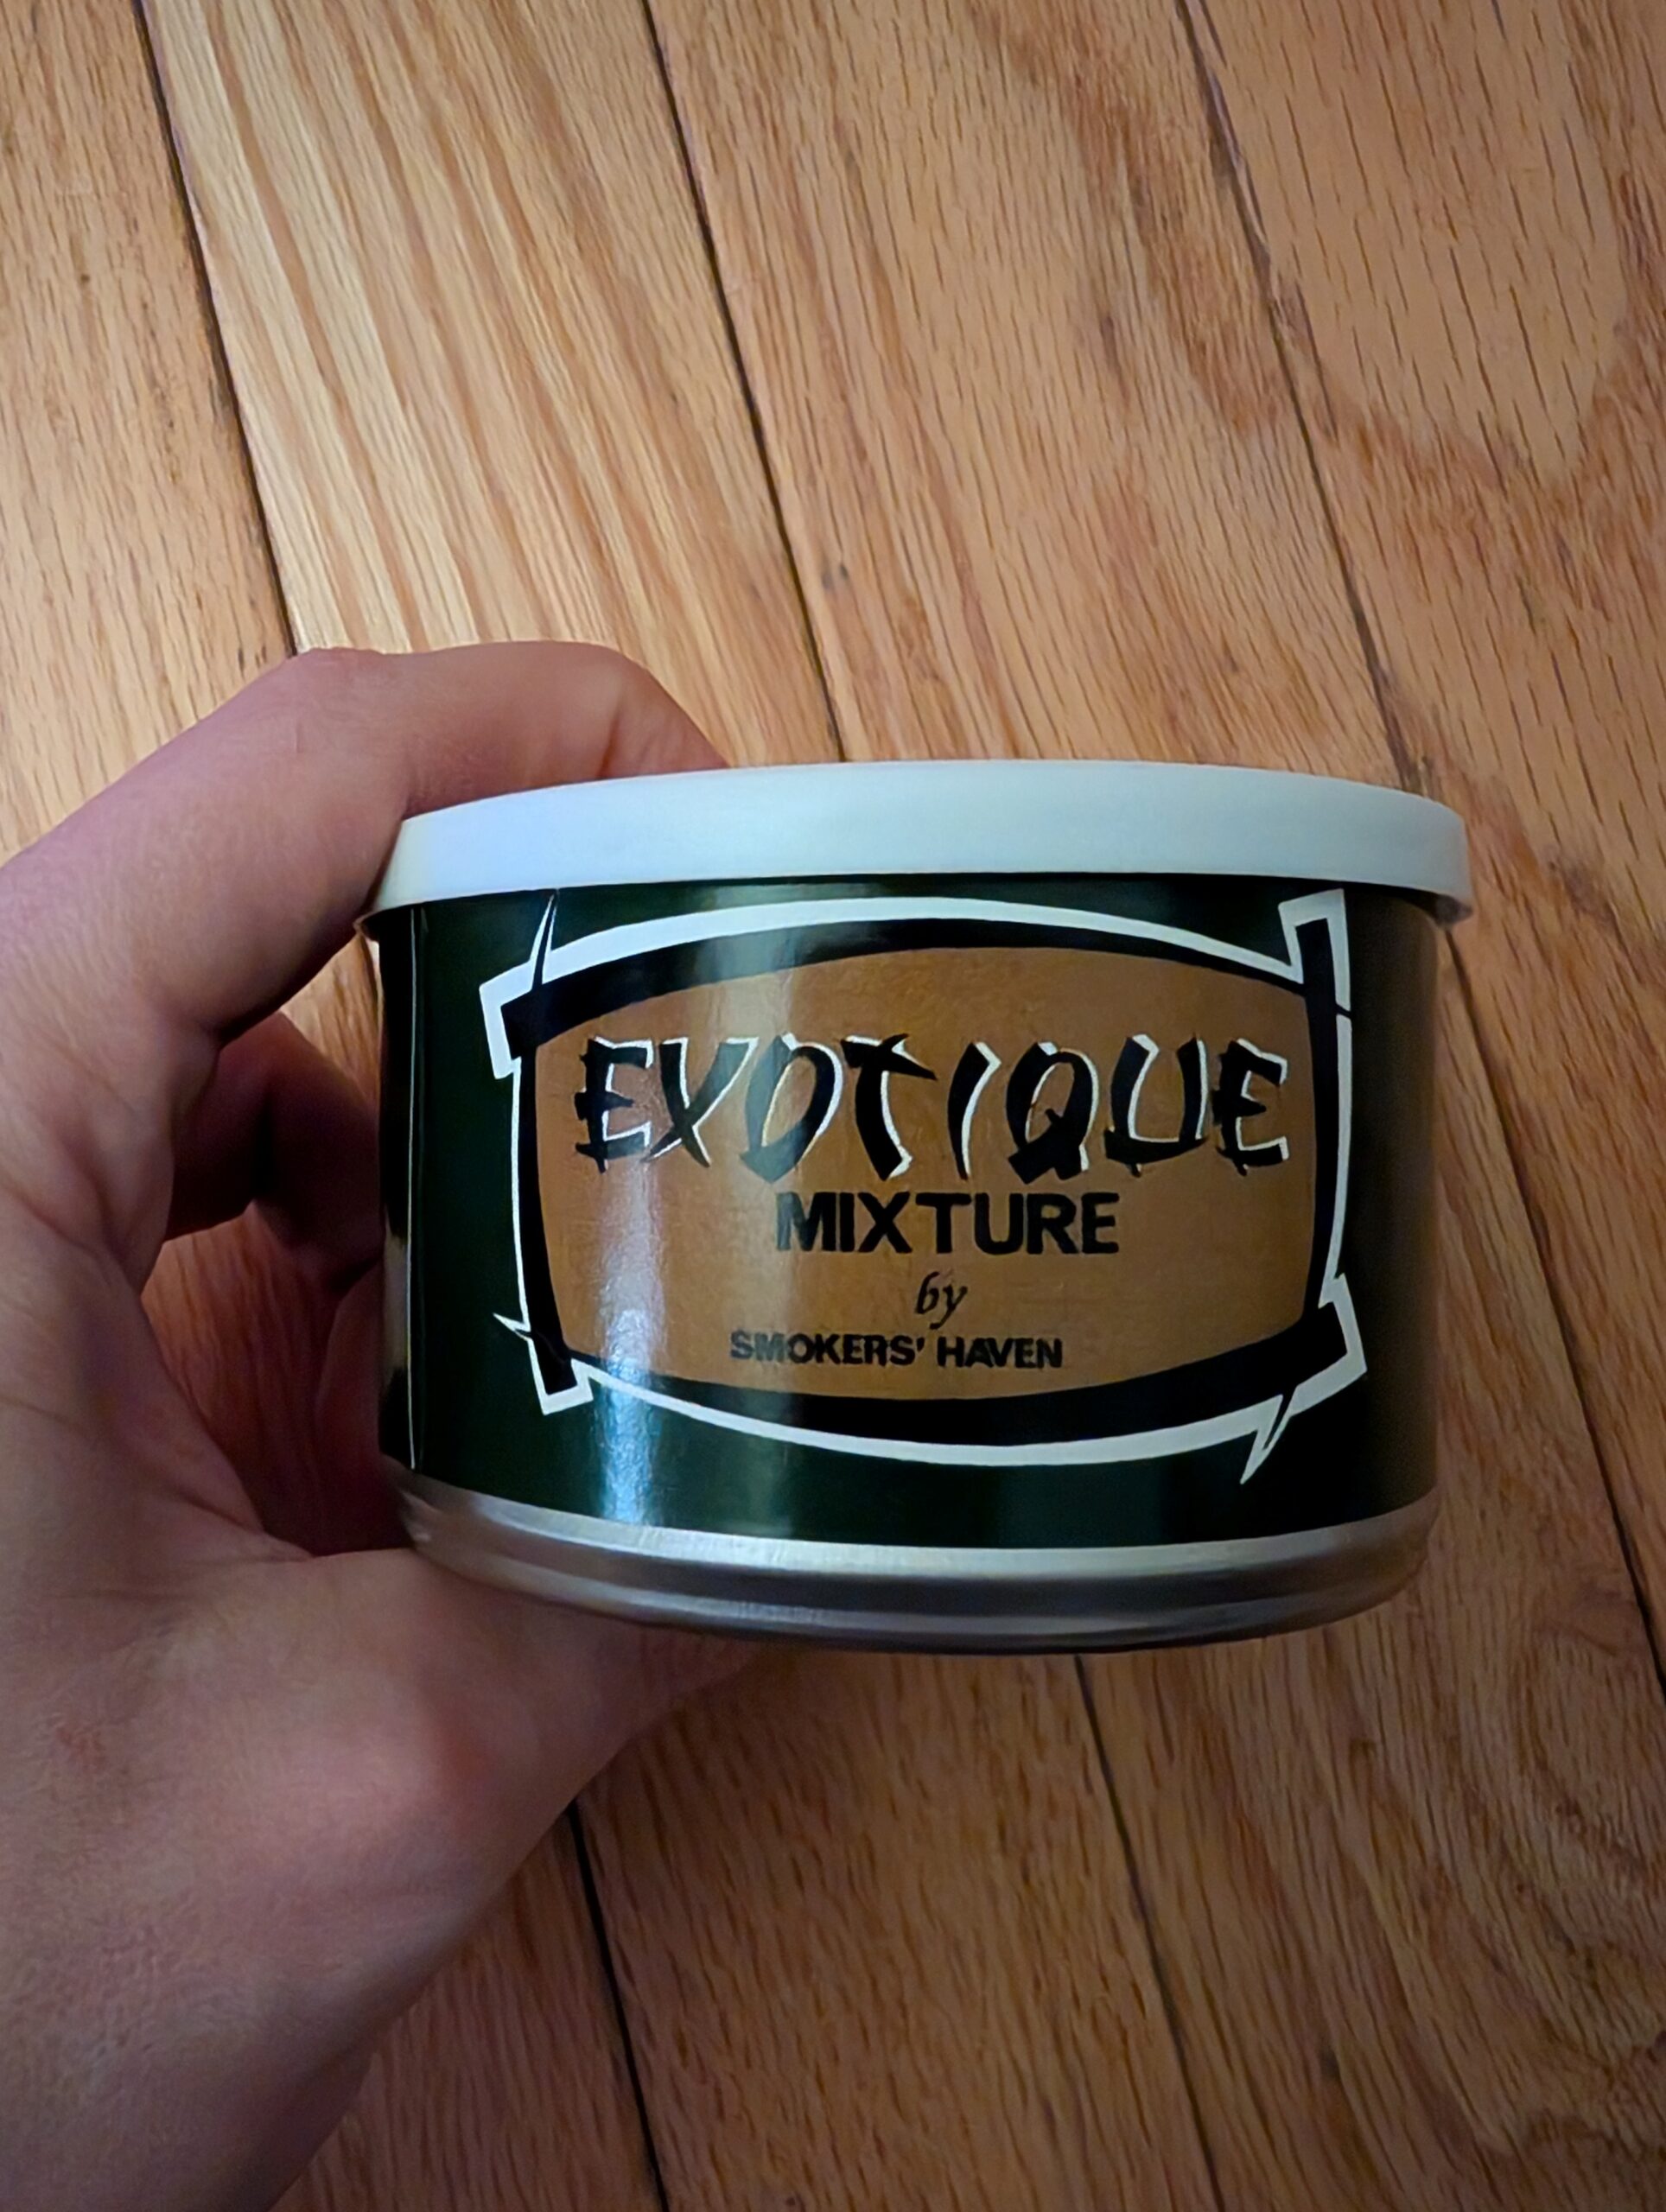 EXOTIQUE
MIXTURE
by
SMOKERS' HAVEN